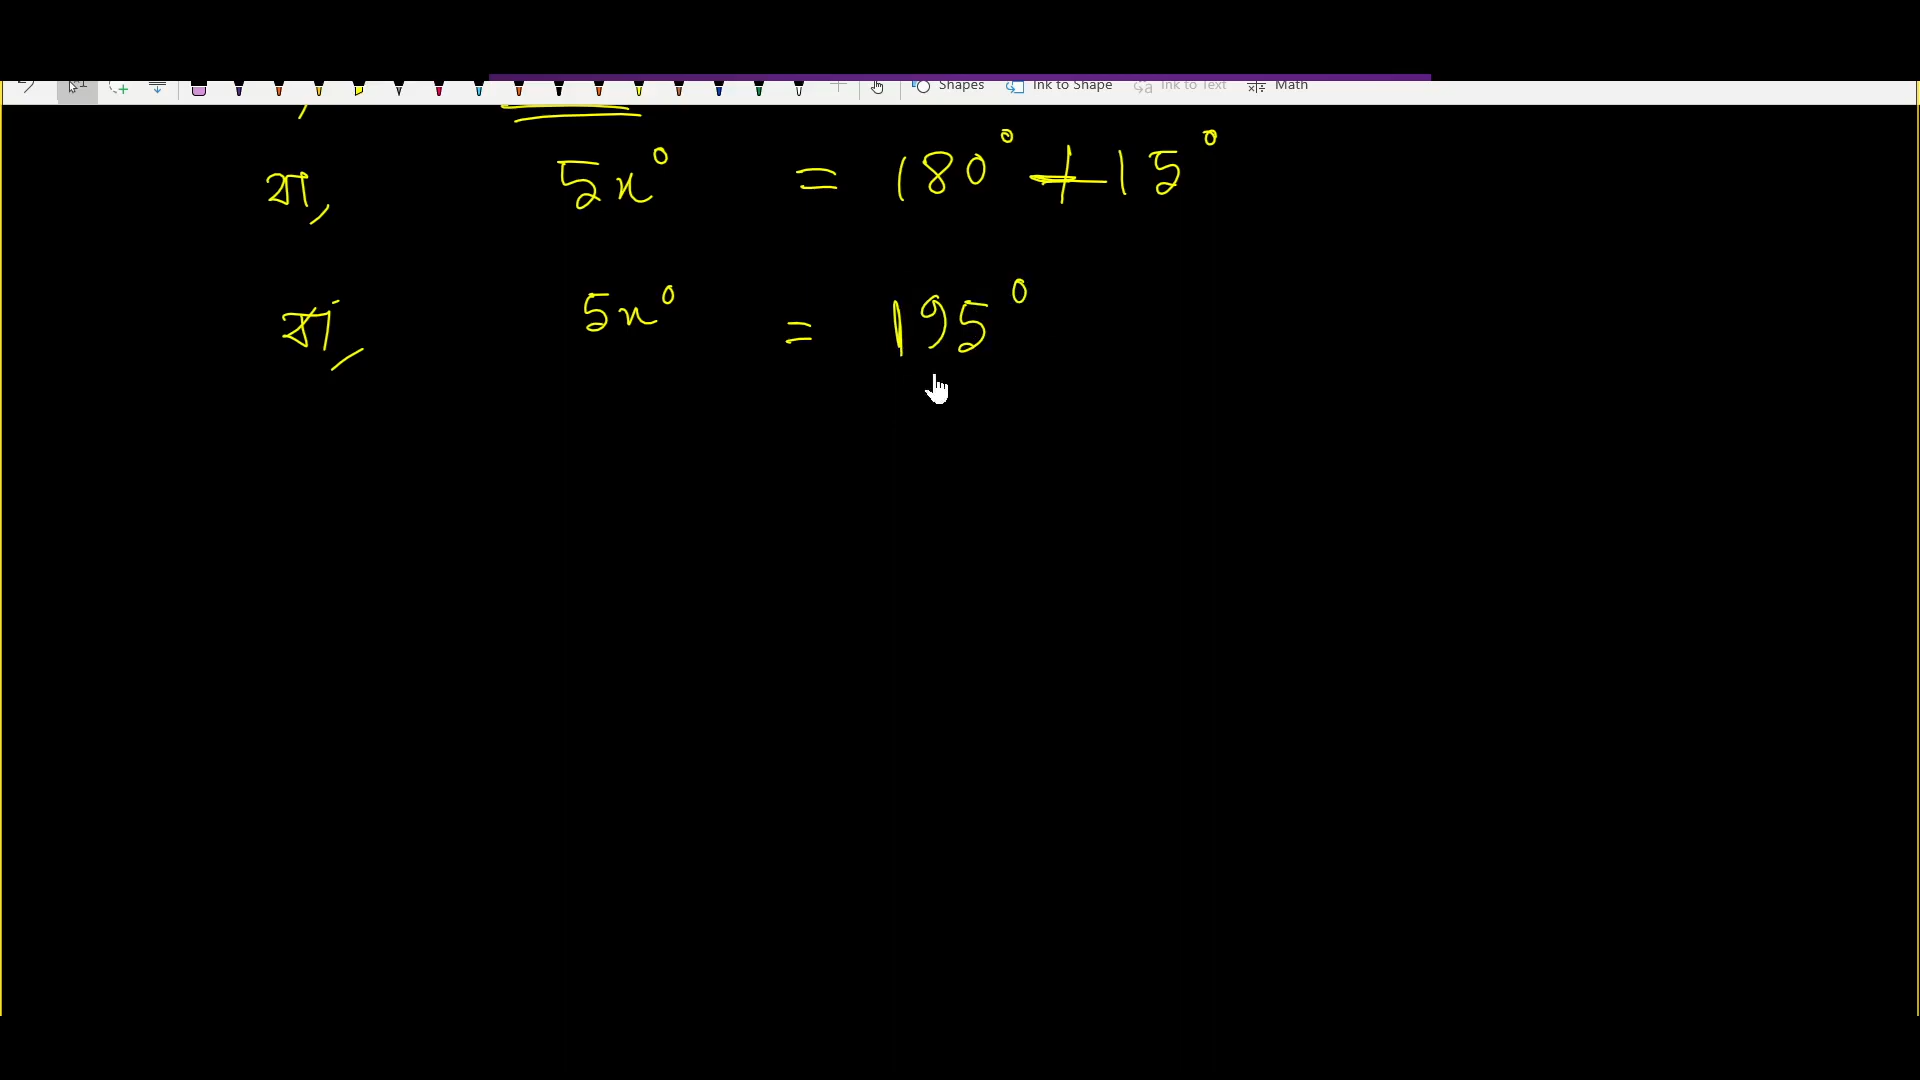 Shapes Ink to Shape Ink to Text Math
বা, 5x° = 180° + 15°
বা, 5x° = 195°